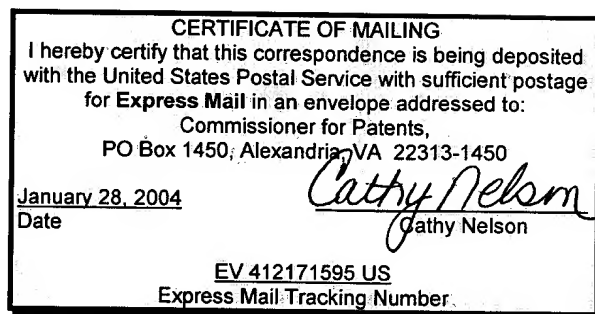 CERTIFICATE OF MAILING
I hereby certify that this correspondence is being deposited
with the United States Postal Service with sufficient postage
for Express Mail in an envelope addressed to:
Commissioner for Patents,
PO Box 1450, Alexandria, VA 22313-1450
January 28, 2004 Cathy Nelson
Date Cathy Nelson
EV 412171595 US
Express Mail Tracking Number